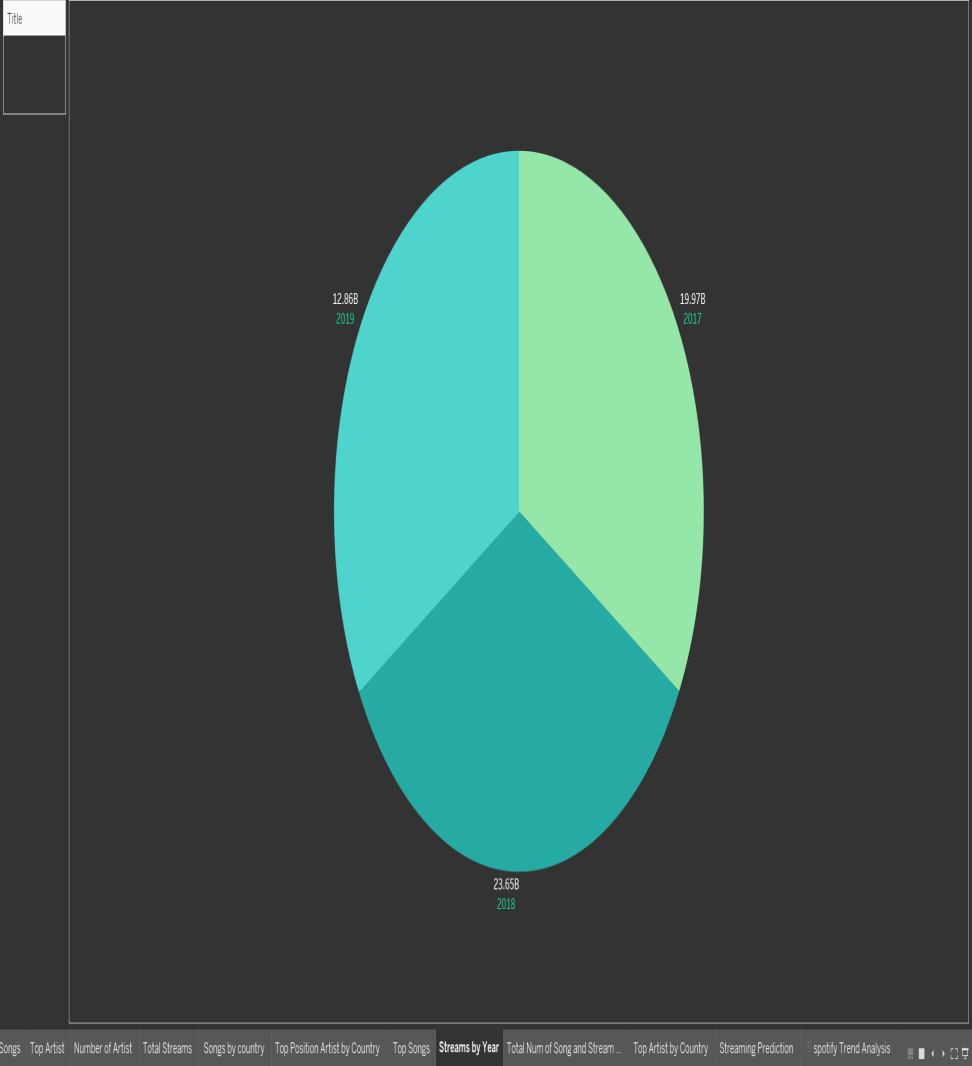 Title
12.86B
2019
19.97B
2017
23.65B
2018
Songs
Top Artist
Number of Artist
Total Streams
Songs by country
Top Position Artist by Country
Top Songs
Streams by Year
Total Num of Song and Stream ...
Top Artist by Country
Streaming Prediction
spotify Trend Analysis